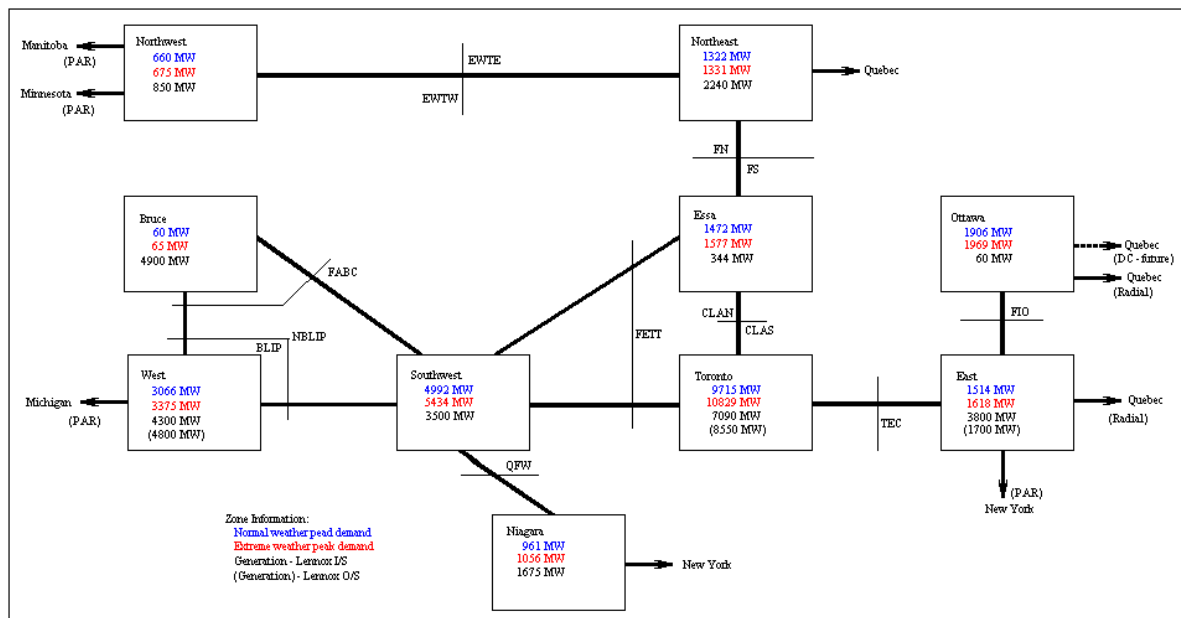 Northwest
660 MW
675 MW
850 MW
Manitoba
(PAR)
Minnesota
(PAR)
EWTE
EWTW
Northeast
1322 MW
1331 MW
2240 MW
Quebec
FN
FS
Bruce
60 MW
65 MW
4900 MW
FABC
Essa
1472 MW
1577 MW
344 MW
Ottawa
1906 MW
1969 MW
60 MW
Quebec
(DC - future)
Quebec
(Radial)
NBLIP
BLIP
FETT
CLAN
CLAS
FIO
West
3066 MW
3375 MW
4300 MW
(4800 MW)
Michigan
(PAR)
Southwest
4992 MW
5434 MW
3500 MW
Toronto
9715 MW
10829 MW
7090 MW
(8550 MW)
TEC
East
1514 MW
1618 MW
3800 MW
(1700 MW)
Quebec
(Radial)
(PAR)
New York
QFW
Niagara
961 MW
1056 MW
1675 MW
New York
Zone Information:
Normal weather pead demand
Extreme weather peak demand
Generation - Lennox I/S
(Generation) - Lennox O/S